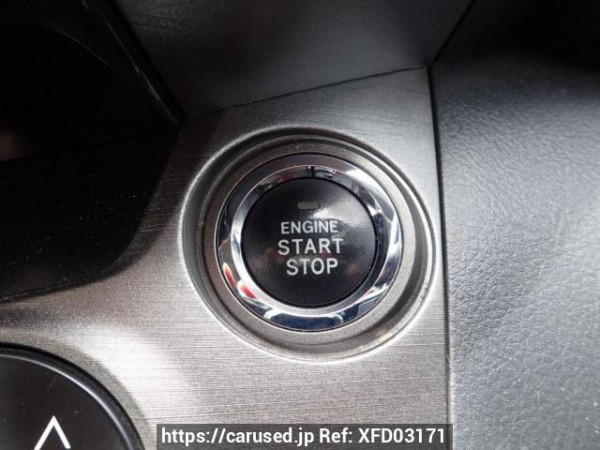 ENGINE
START
STOP
https://carused.jp Ref: XFD03171